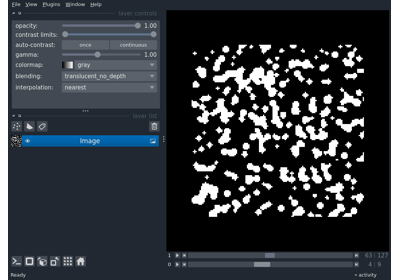 File View Plugins Window Help
layer controls
opacity: 1.00
contrast limits:
auto-contrast: once continuous
gamma: 1.00
colormap: gray
blending: translucent_no_depth
interpolation: nearest
layer list
Image
1 63 / 127
0 4 / 9
Ready
activity